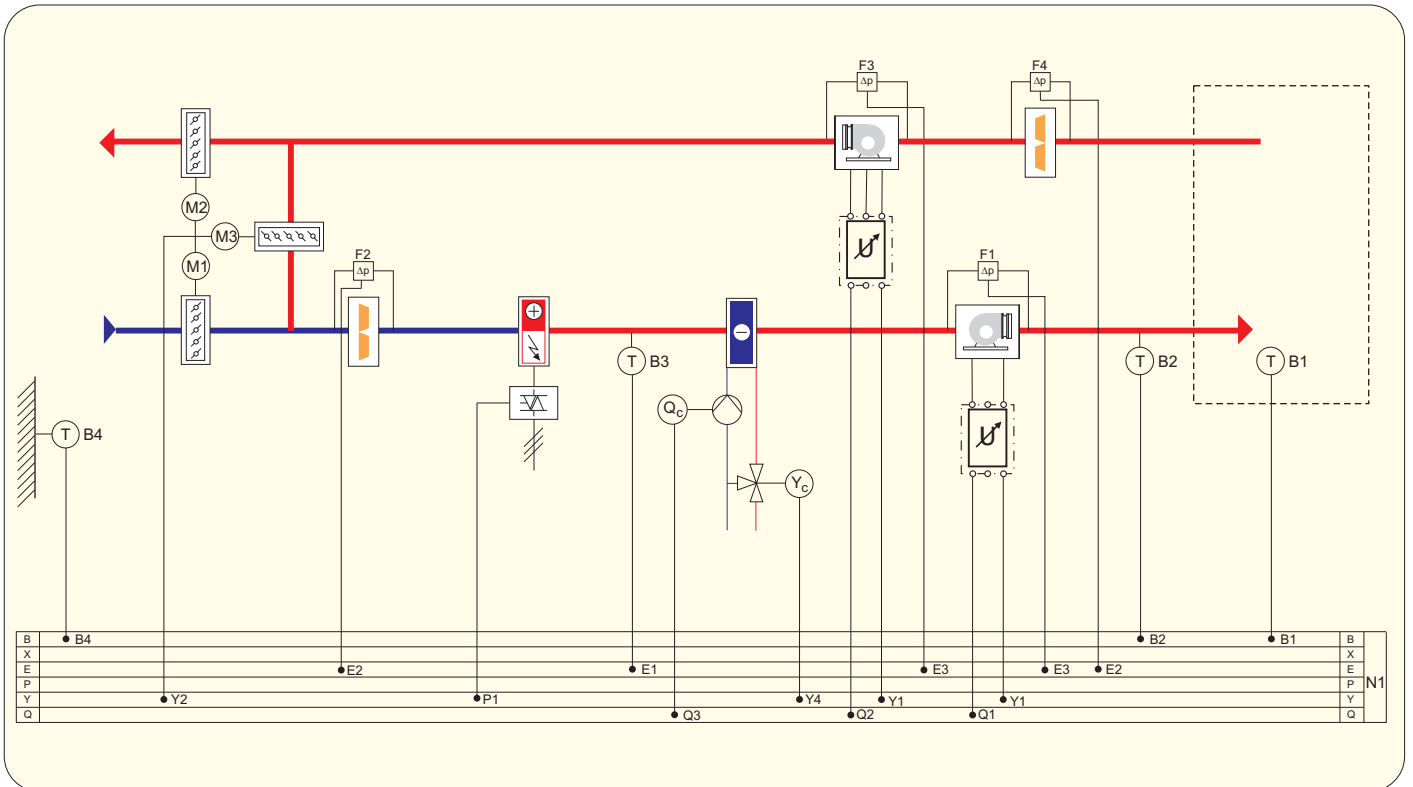 F3
F4
Δp
Δp
M2
M3
M1
F2
Δp
F1
Δp
U
T B3
T B2
T B1
Qc
U
T B4
Yc
B B4 B2 B1 B
X X
E E2 E1 E3 E3 E2 E
P P
N1
Y Y2 P1 Y4 Y1 Y1 Y
Q Q3 Q2 Q1 Q